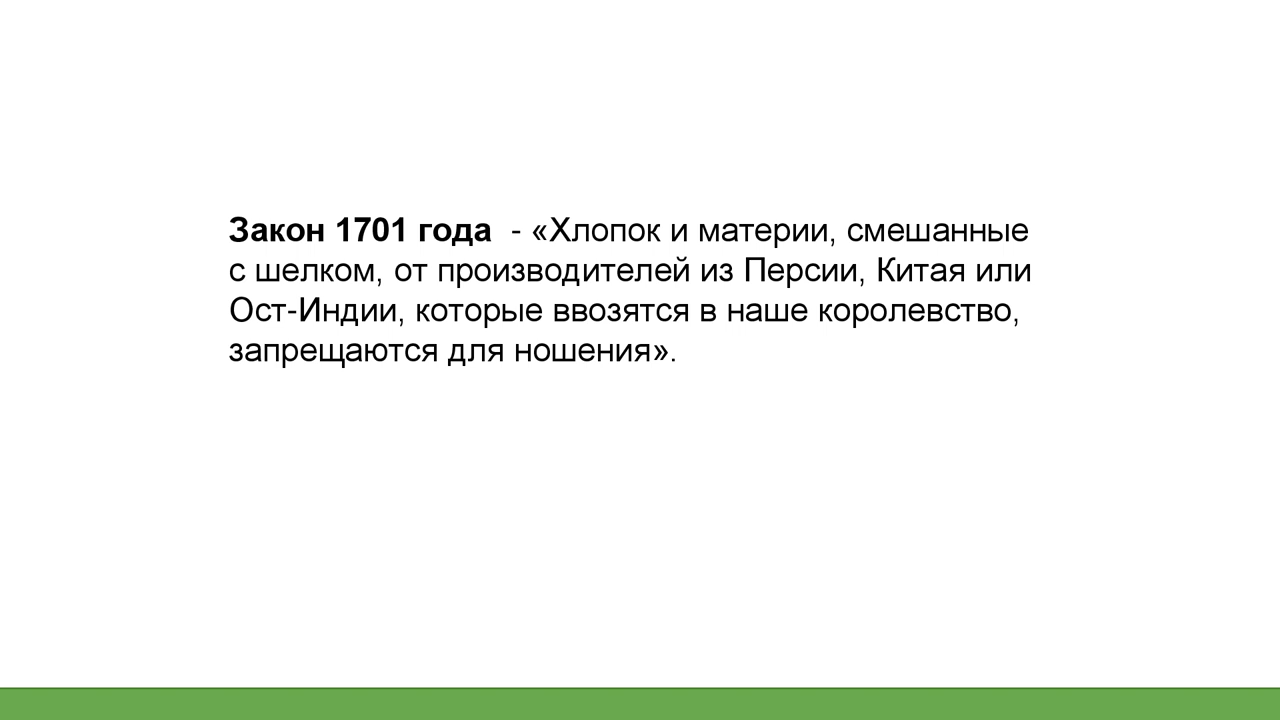 Закон 1701 года  - «Хлопок и материи, смешанные
с шелком, от производителей из Персии, Китая или
Ост-Индии, которые ввозятся в наше королевство,
запрещаются для ношения».